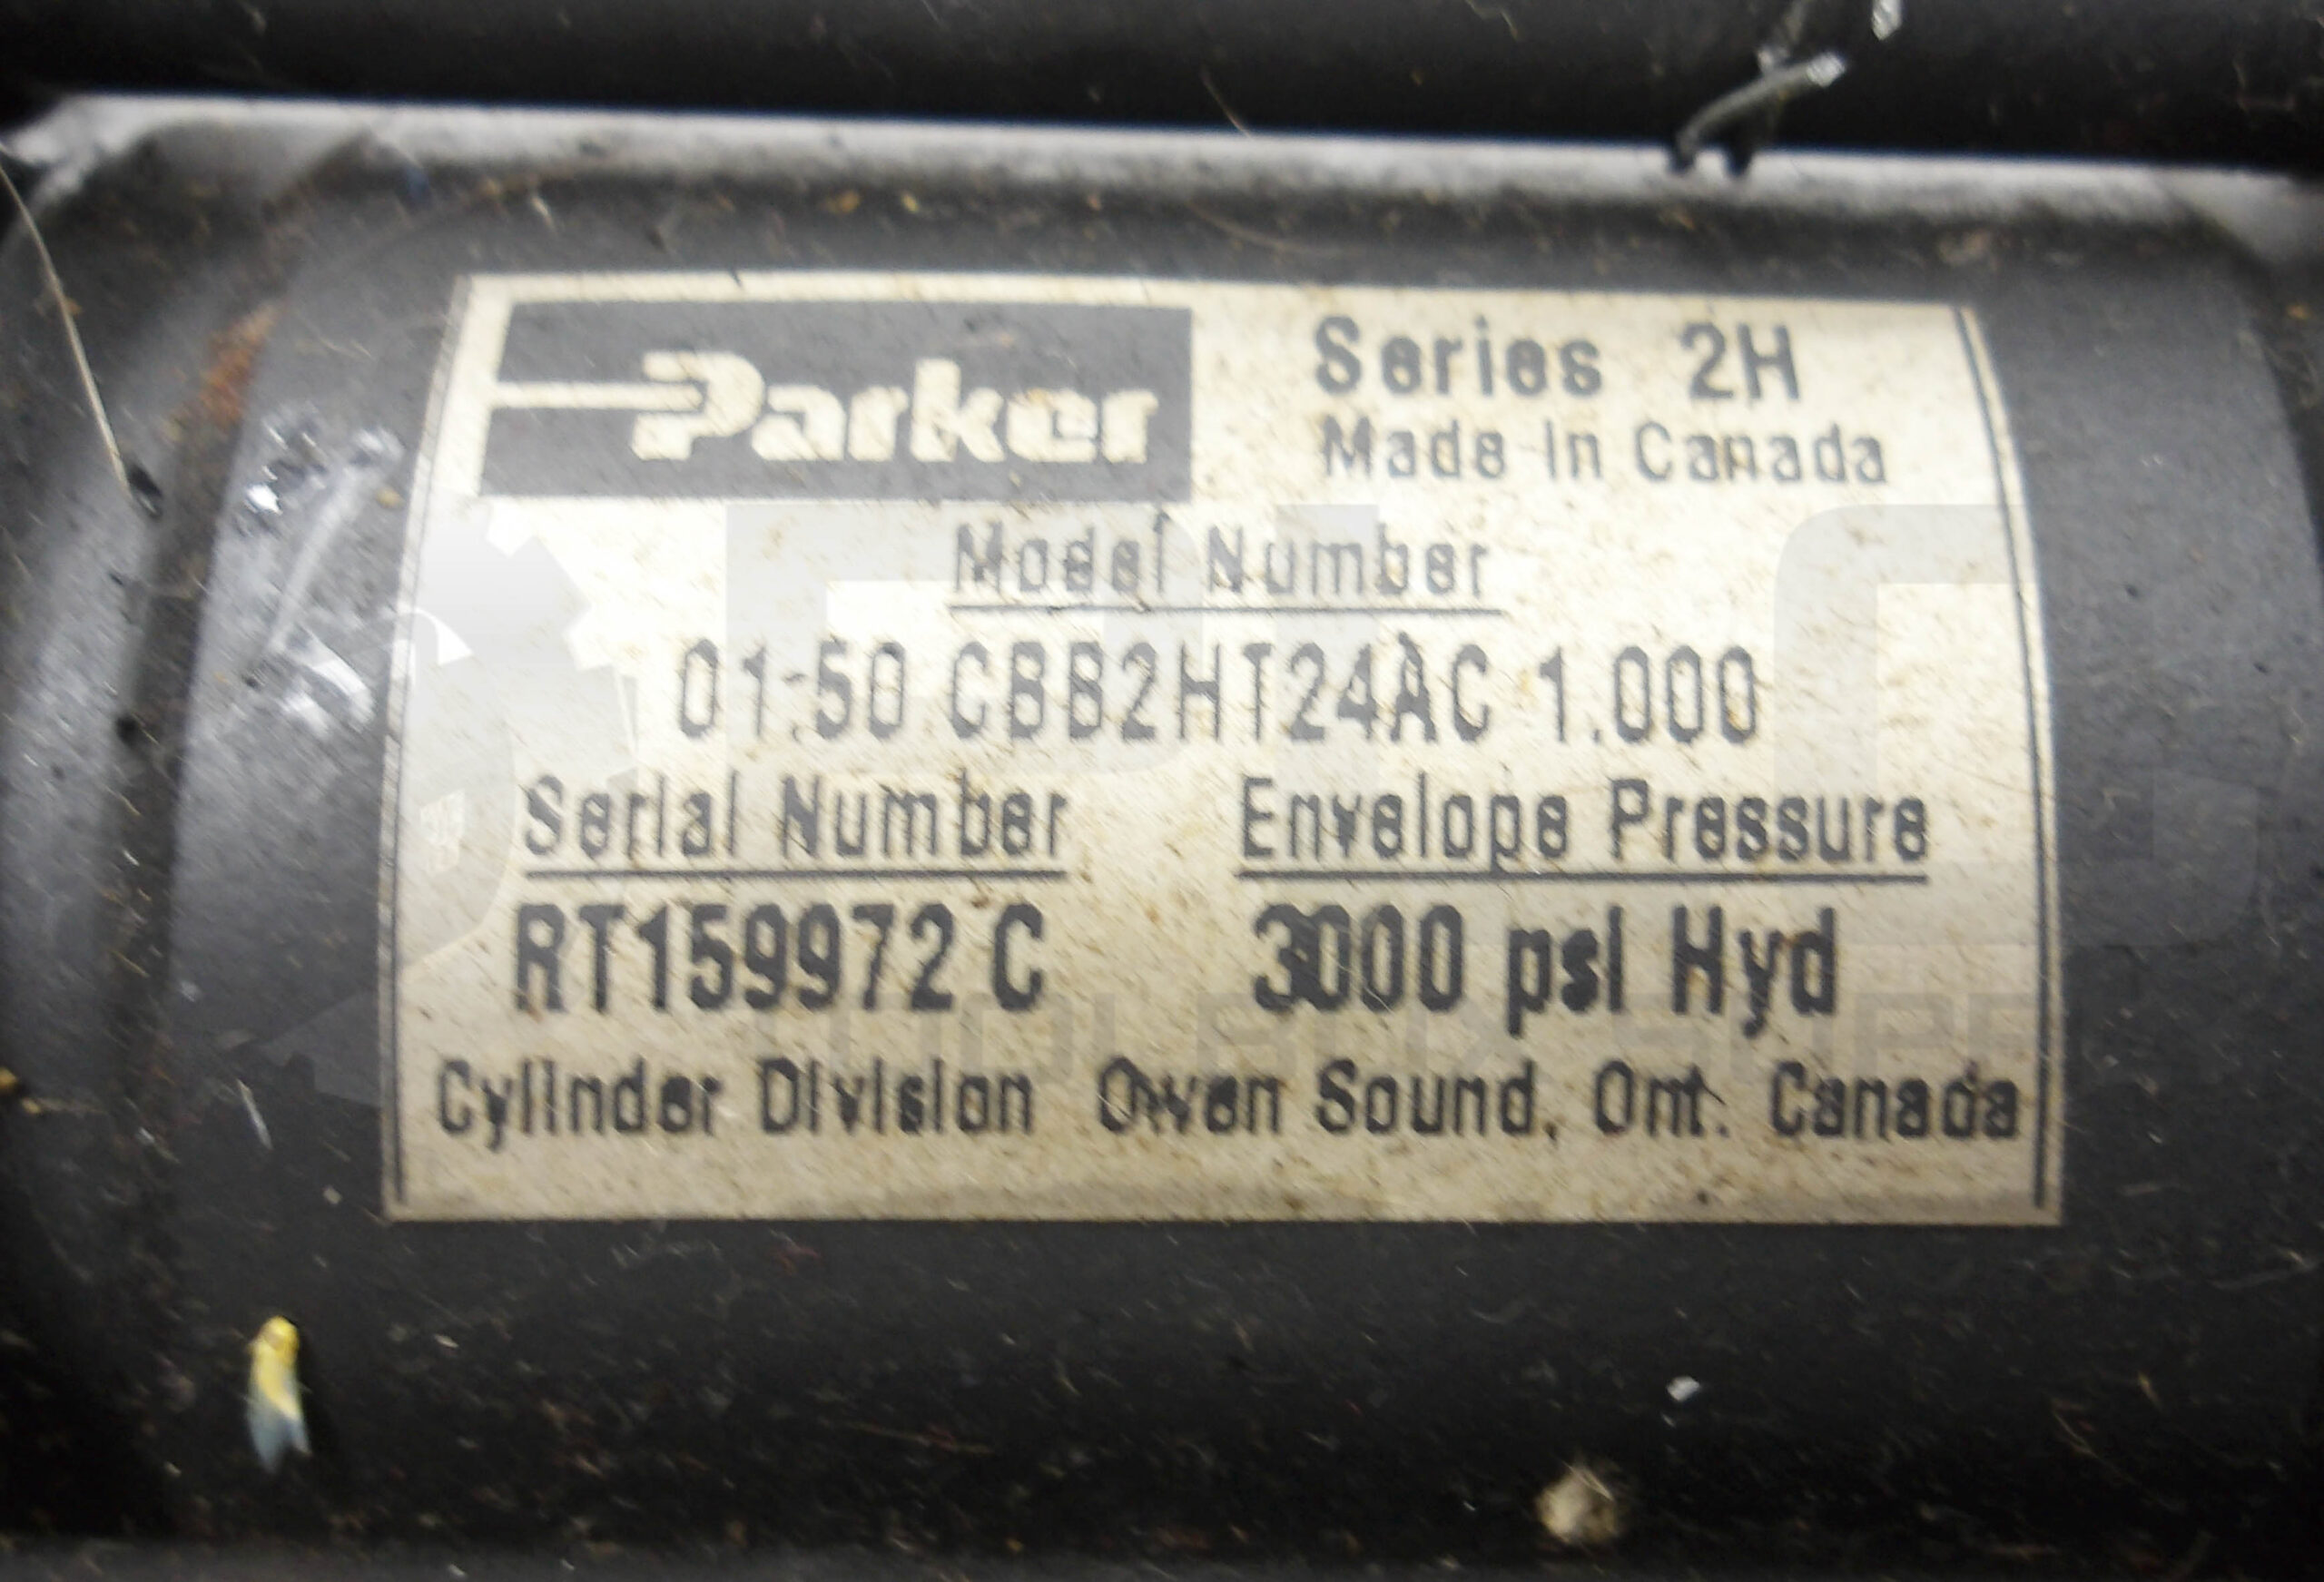 Parker
Series 2H
Made In Canada
Model Number
01.50 CBB2HT24AC 1.000
Serial Number Envelope Pressure
RT159972 C 3000 psi Hyd
Cylinder Division Owen Sound, Ont. Canada